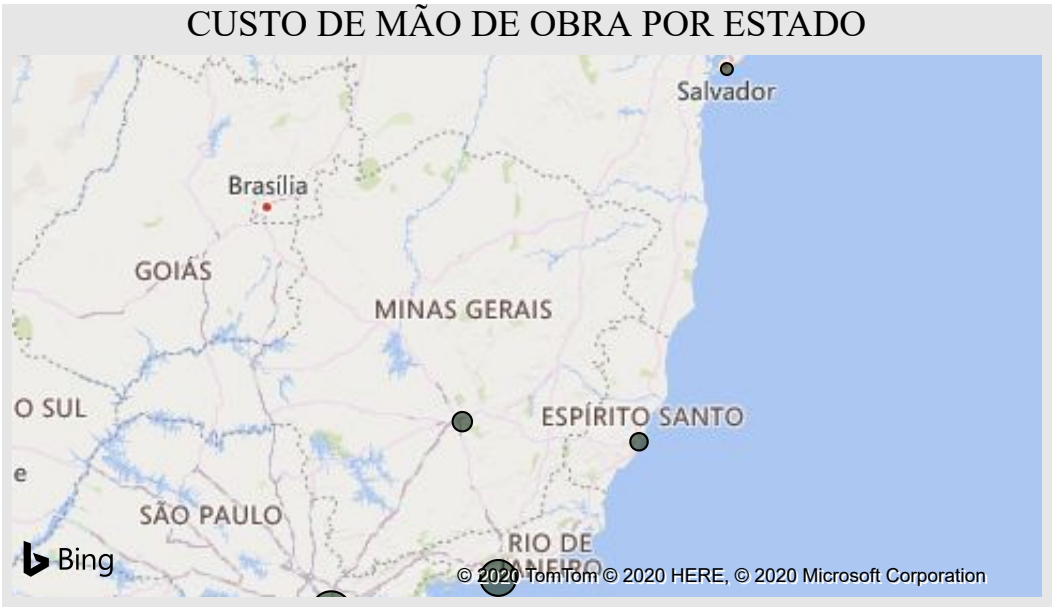 CUSTO DE MÃO DE OBRA POR ESTADO
Salvador
Brasília
GOIÁS
MINAS GERAIS
O SUL
ESPÍRITO SANTO
e
SÃO PAULO
RIO DE
JANEIRO
Bing
© 2020 TomTom © 2020 HERE, © 2020 Microsoft Corporation